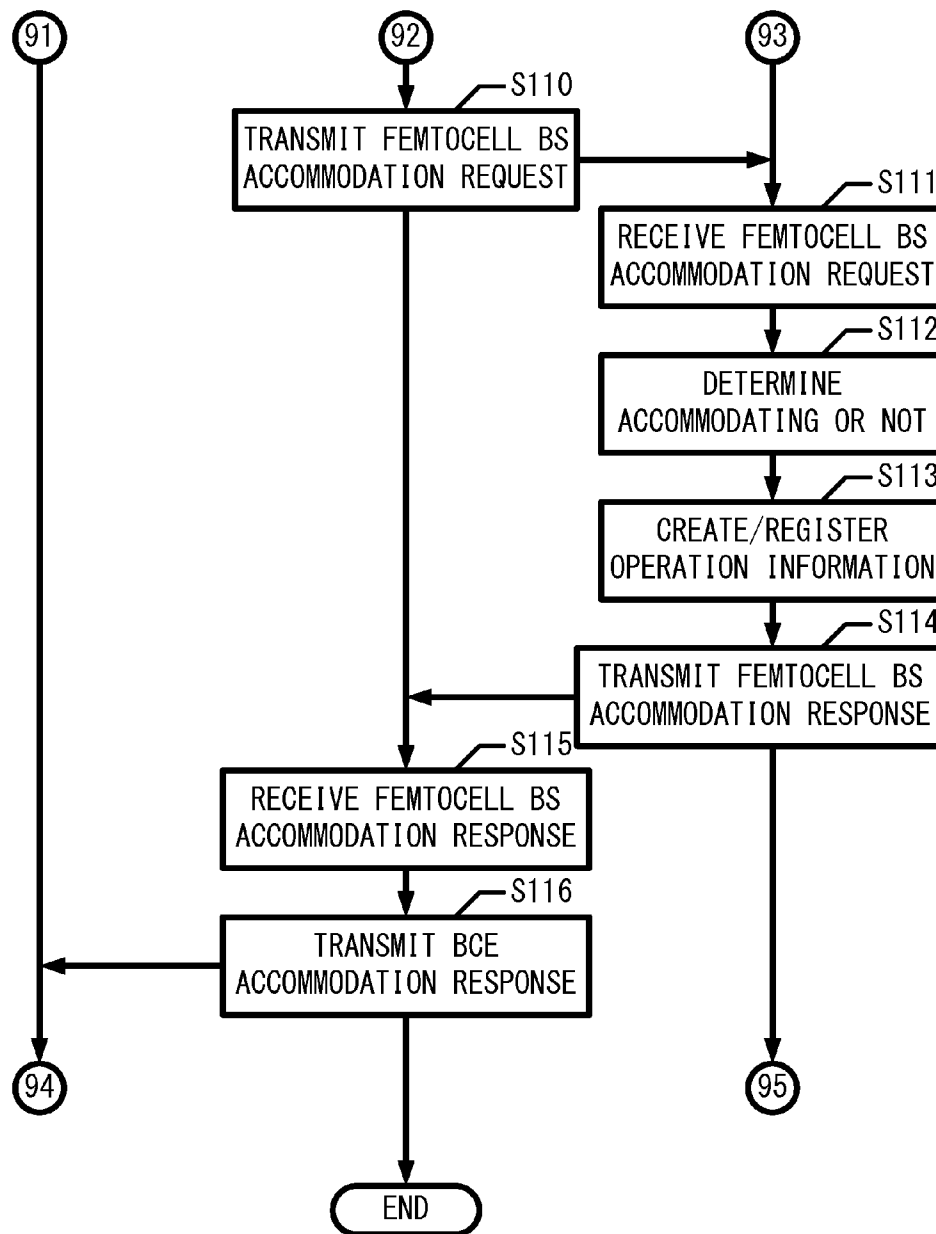 91
92
93
S110
TRANSMIT FEMTOCELL BS
ACCOMMODATION REQUEST
S111
RECEIVE FEMTOCELL BS
ACCOMMODATION REQUEST
S112
DETERMINE
ACCOMMODATING OR NOT
S113
CREATE/REGISTER
OPERATION INFORMATION
S114
TRANSMIT FEMTOCELL BS
ACCOMMODATION RESPONSE
S115
RECEIVE FEMTOCELL BS
ACCOMMODATION RESPONSE
S116
TRANSMIT BCE
ACCOMMODATION RESPONSE
94
95
END